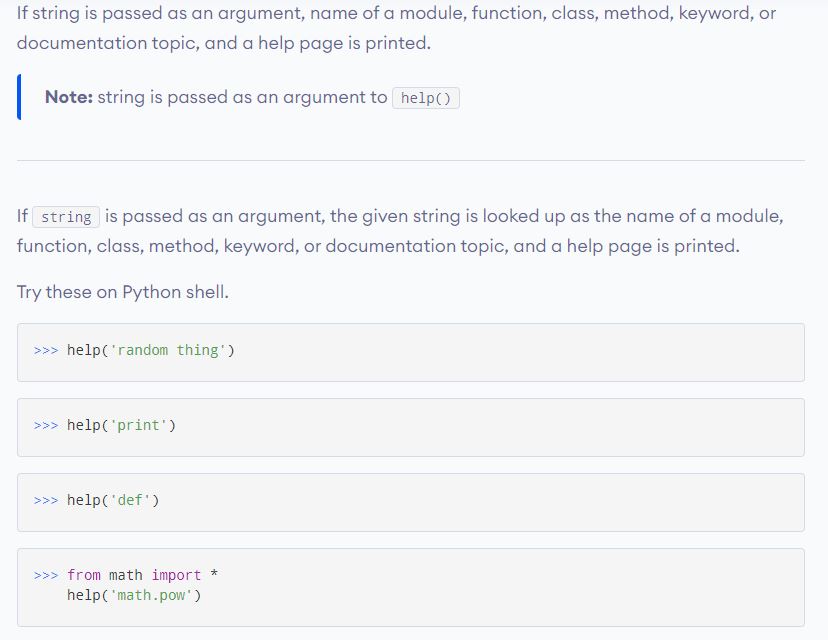 If string is passed as an argument, name of a module, function, class, method, keyword, or
documentation topic, and a help page is printed.
Note: string is passed as an argument to help()
If string is passed as an argument, the given string is looked up as the name of a module,
function, class, method, keyword, or documentation topic, and a help page is printed.
Try these on Python shell.
>>> help('random thing')
>>> help('print')
>>> help('def')
>>> from math import *
    help('math.pow')